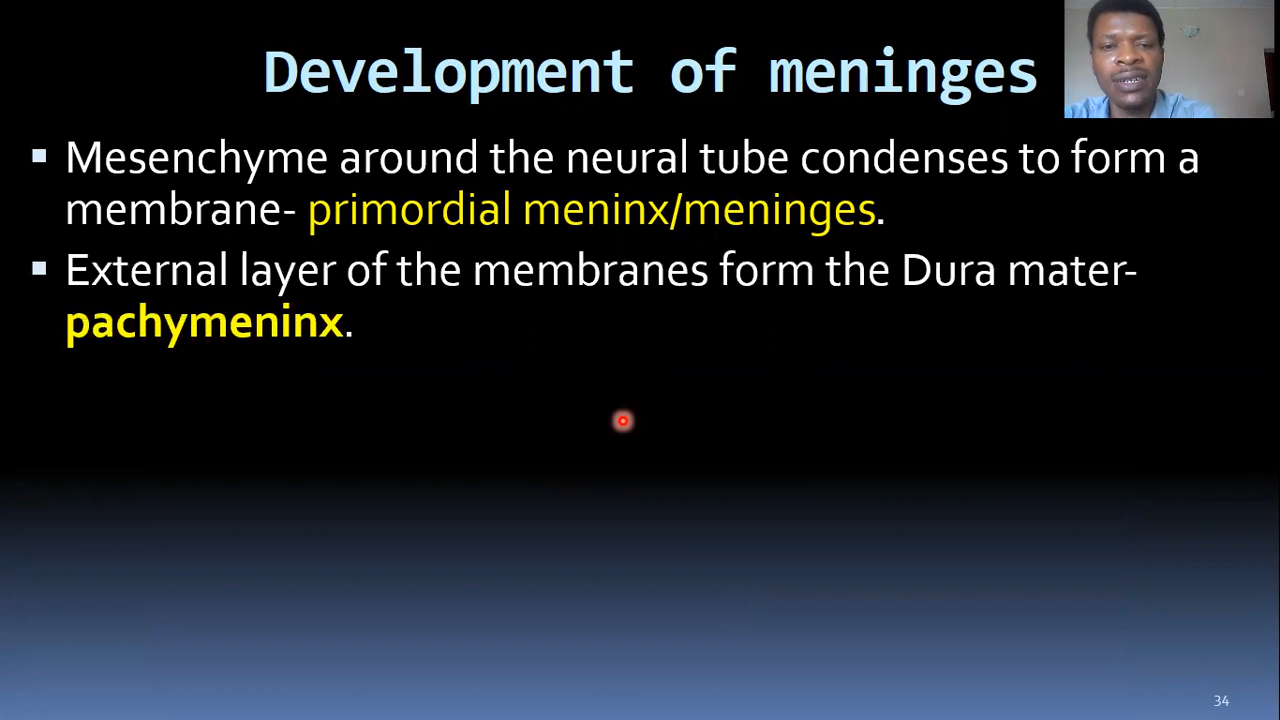 Development of meninges
▪ Mesenchyme around the neural tube condenses to form a
membrane- primordial meninx/meninges.
▪ External layer of the membranes form the Dura mater-
pachymeninx.
34